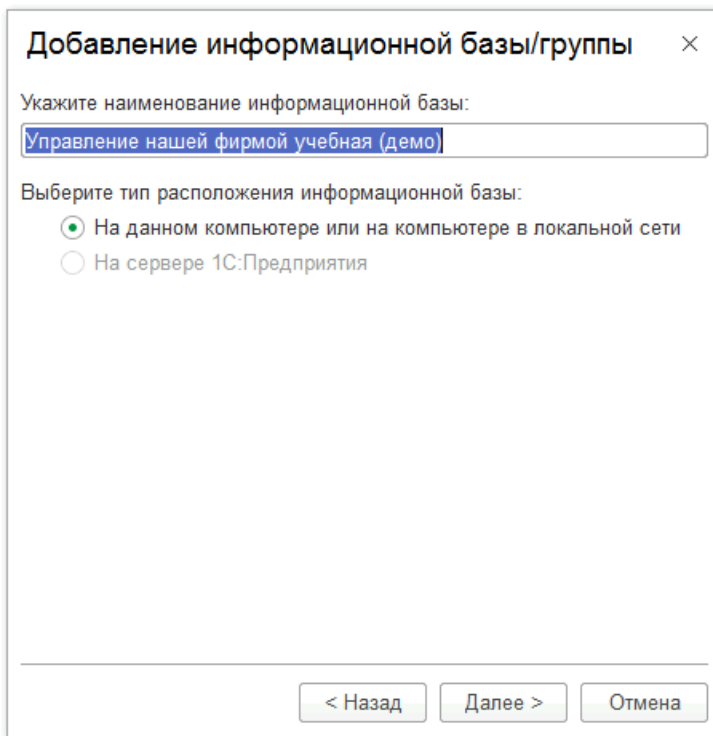 Добавление информационной базы/группы
Укажите наименование информационной базы:
Управление нашей фирмой учебная (демо)
Выберите тип расположения информационной базы:
На данном компьютере или на компьютере в локальной сети
На сервере 1С:Предприятия
< Назад
Далее >
Отмена